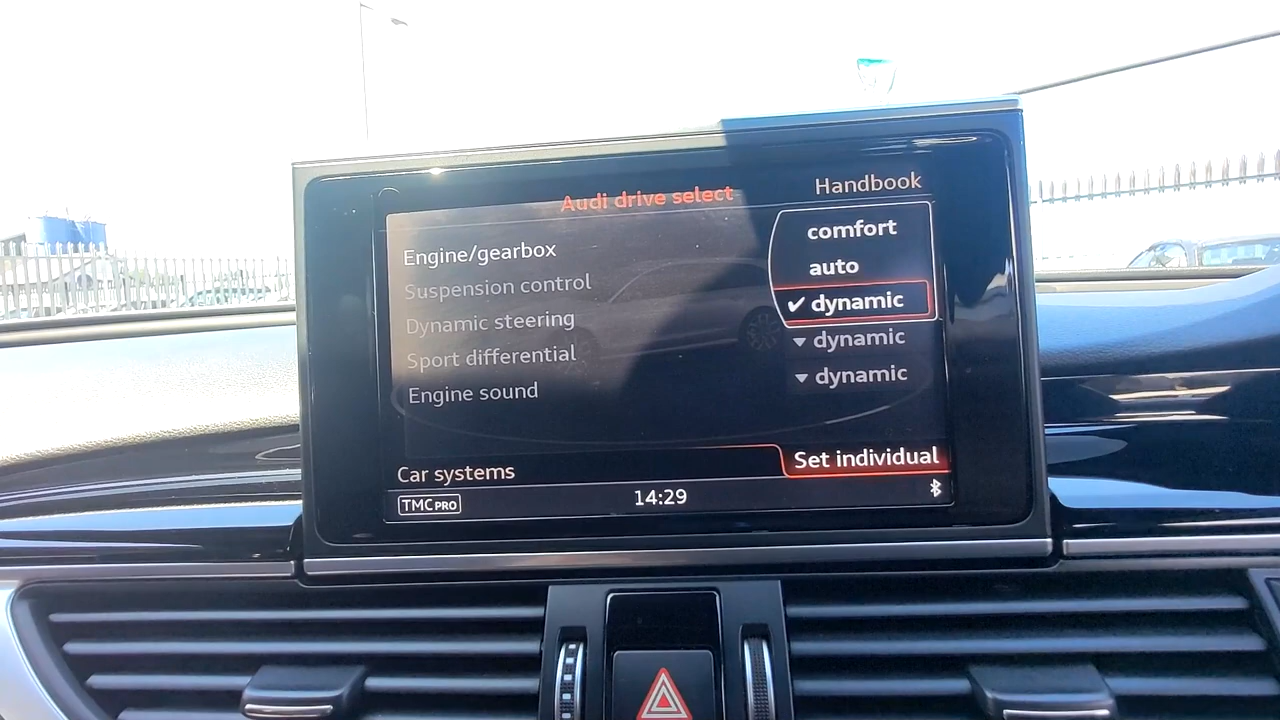 Audi drive select Handbook
Engine/gearbox comfort
Suspension control auto
Dynamic steering ✔ dynamic
Sport differential ▼ dynamic
Engine sound ▼ dynamic
Car systems Set individual
TMC PRO 14:29